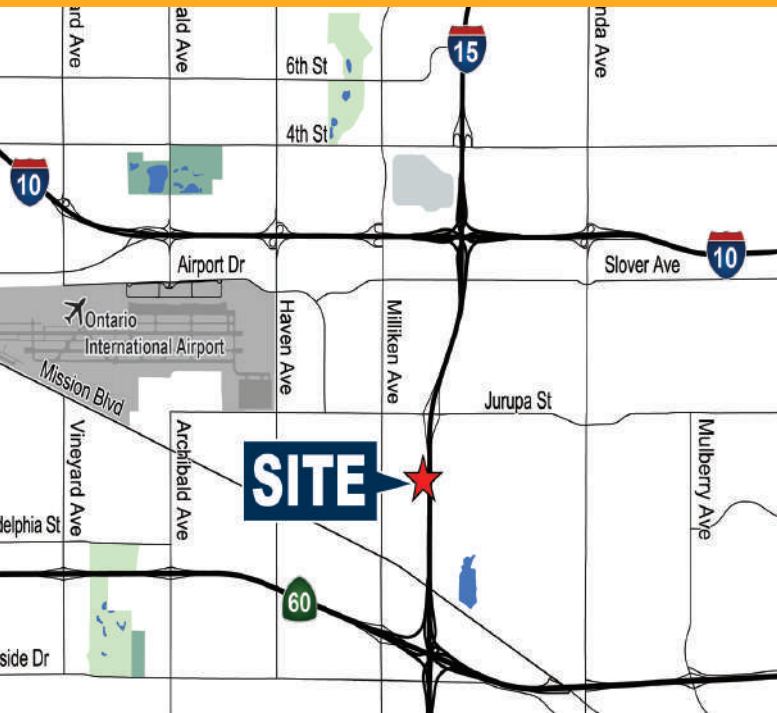 ard Ave
ald Ave
6th St
15
nda Ave
4th St
10
Airport Dr
Slover Ave
10
Ontario
International Airport
Haven Ave
Milliken Ave
Mission Blvd
Jurupa St
Vineyard Ave
Archibald Ave
SITE
Mulberry Ave
delphia St
60
side Dr